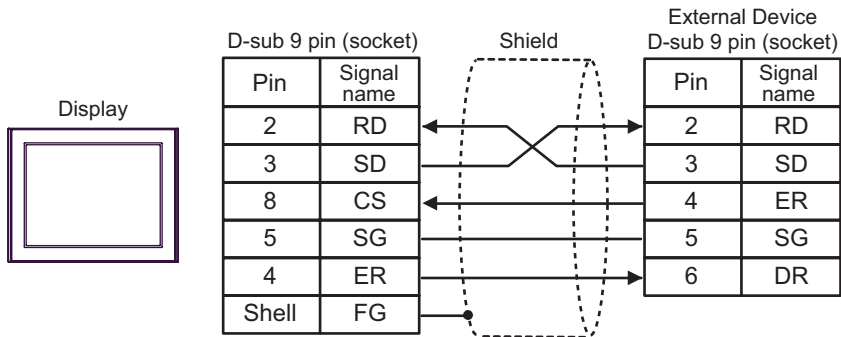 External Device
D-sub 9 pin (socket) Shield D-sub 9 pin (socket)
Display
Pin Signal name Pin Signal name
2 RD 2 RD
3 SD 3 SD
8 CS 4 ER
5 SG 5 SG
4 ER 6 DR
Shell FG